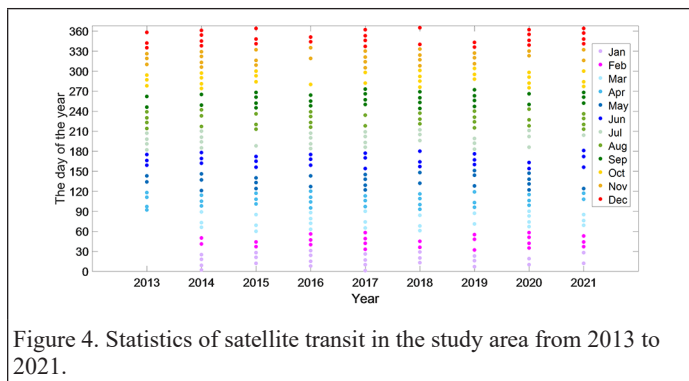 360
330
300
270
240
210
180
150
120
90
60
30
0
The day of the year
2013 2014 2015 2016 2017 2018 2019 2020 2021
Year
Jan
Feb
Mar
Apr
May
Jun
Jul
Aug
Sep
Oct
Nov
Dec
Figure 4. Statistics of satellite transit in the study area from 2013 to
2021.